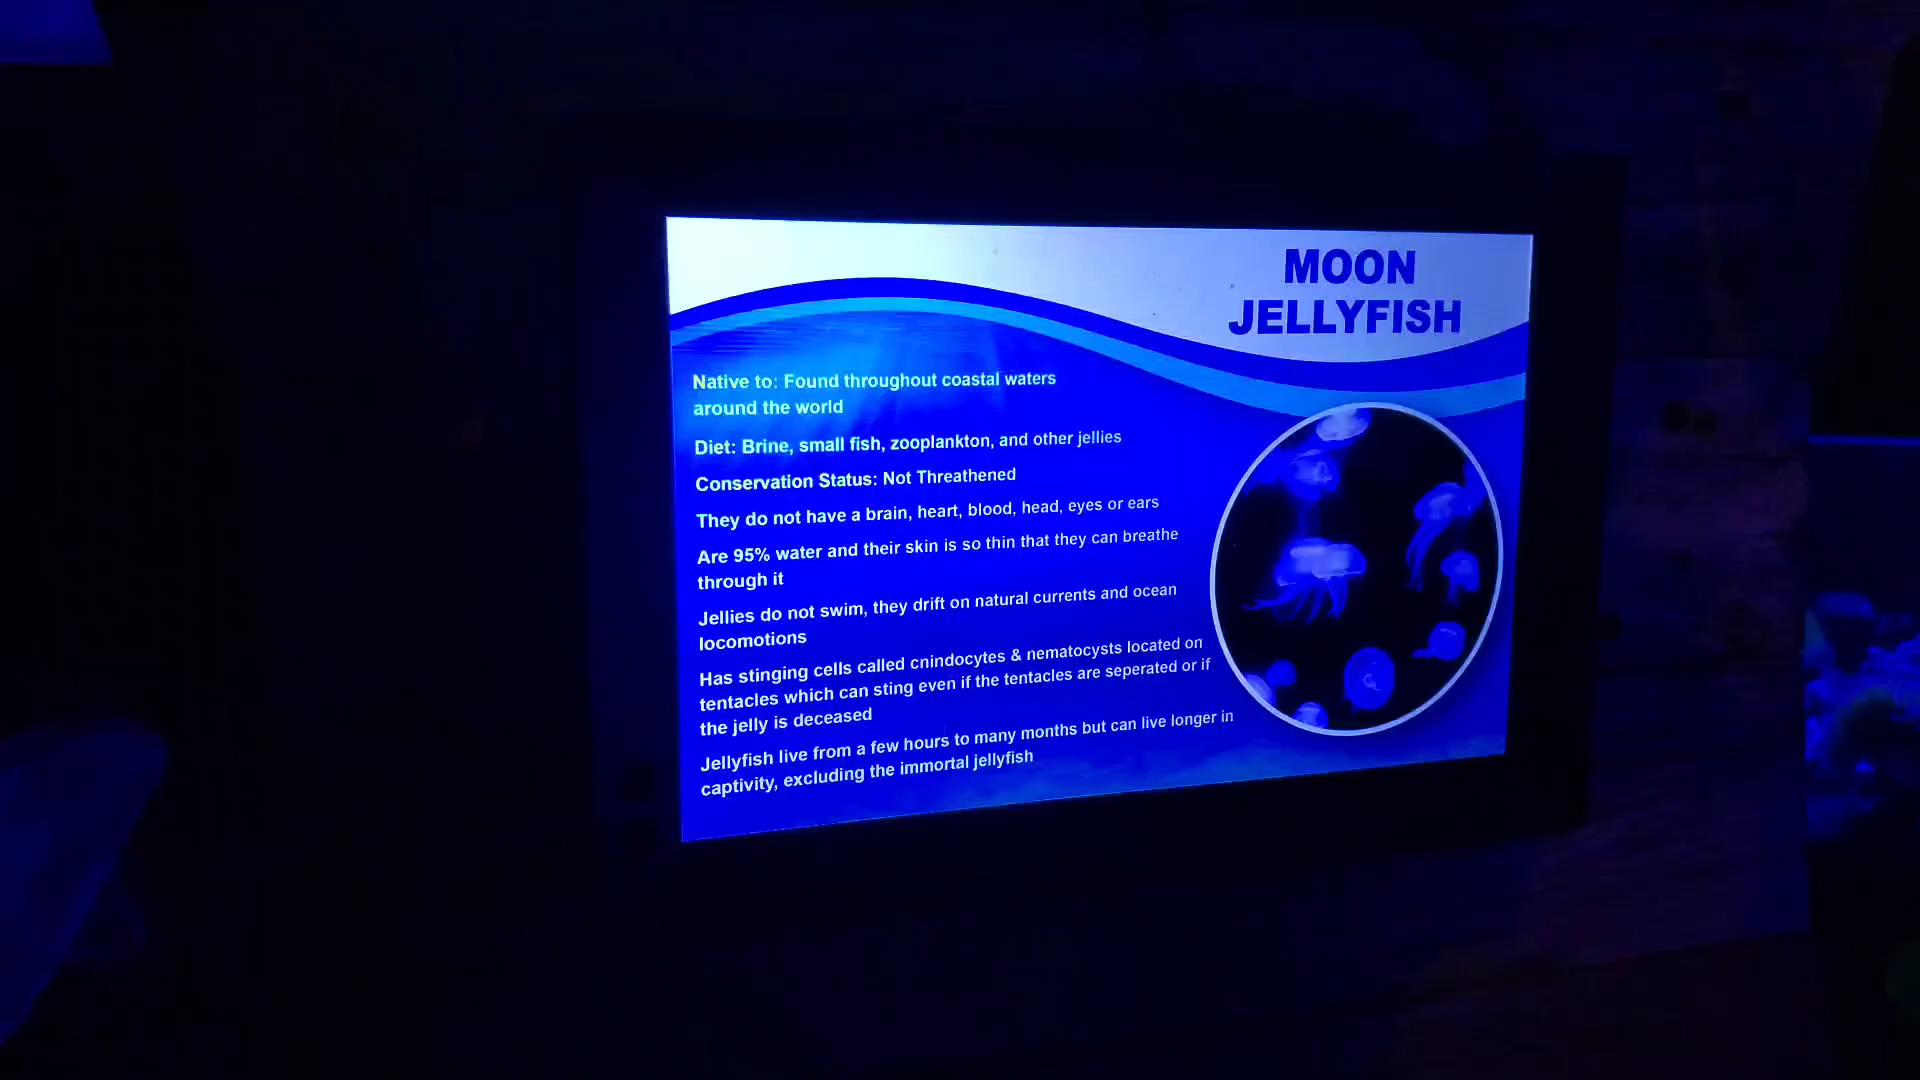 MOON
JELLYFISH
Native to: Found throughout coastal waters
around the world
Diet: Brine, small fish, zooplankton, and other jellies
Conservation Status: Not Threathened
They do not have a brain, heart, blood, head, eyes or ears
Are 95% water and their skin is so thin that they can breathe
through it
Jellies do not swim, they drift on natural currents and ocean
locomotions
Has stinging cells called cnindocytes & nematocysts located on
tentacles which can sting even if the tentacles are seperated or if
the jelly is deceased
Jellyfish live from a few hours to many months but can live longer in
captivity, excluding the immortal jellyfish